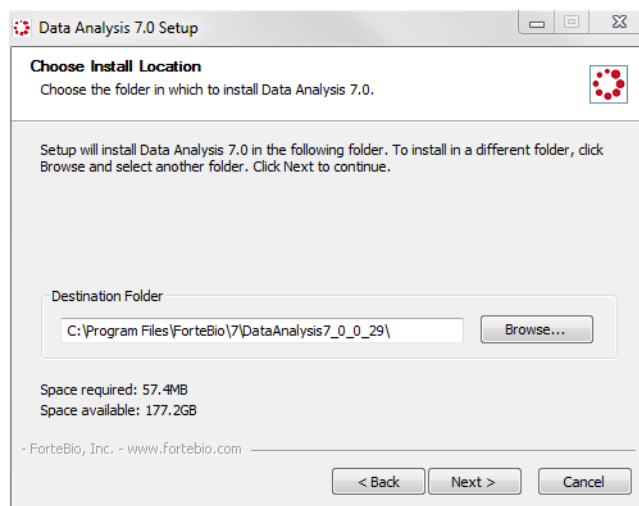 Data Analysis 7.0 Setup
Choose Install Location
Choose the folder in which to install Data Analysis 7.0.
Setup will install Data Analysis 7.0 in the following folder. To install in a different folder, click
Browse and select another folder. Click Next to continue.
Destination Folder
C:\Program Files\ForteBio\7\DataAnalysis7_0_0_29\
Browse...
Space required: 57.4MB
Space available: 177.2GB
- ForteBio, Inc. - www.fortebio.com
< Back Next > Cancel